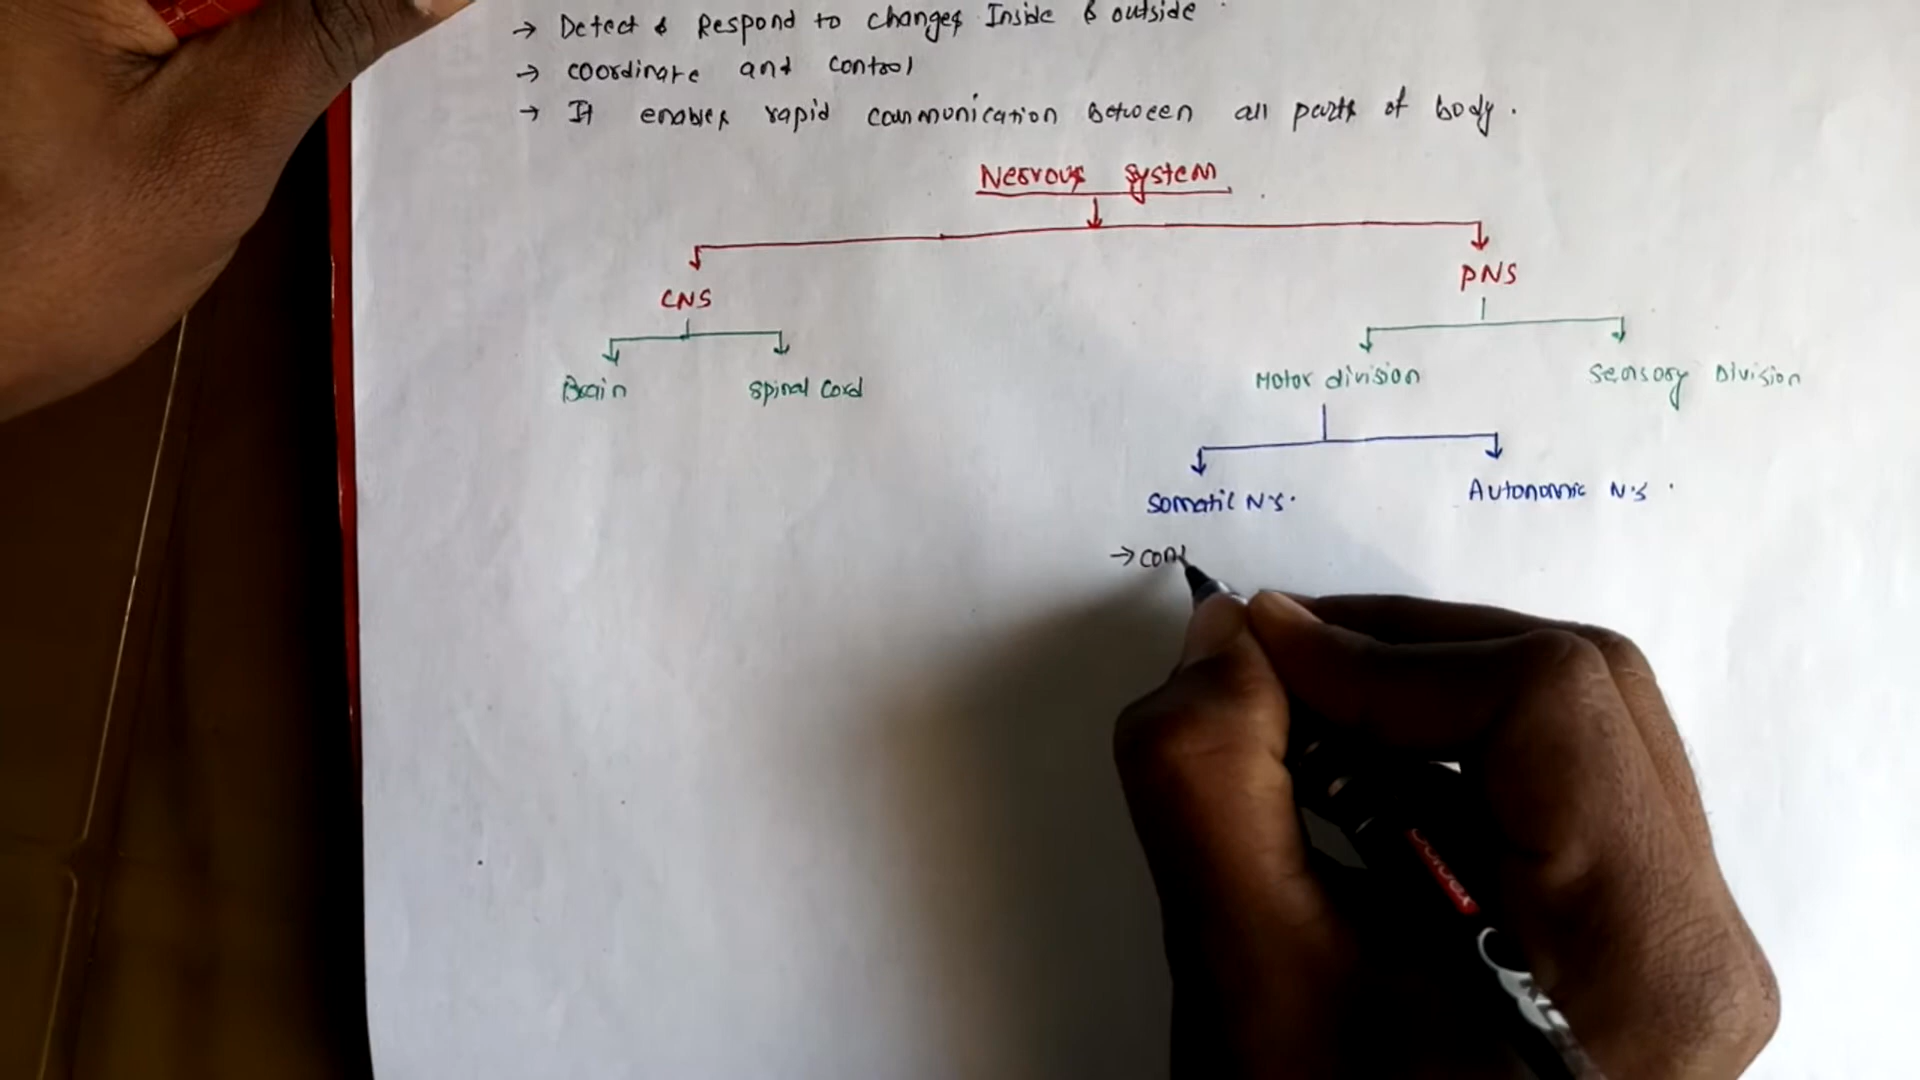 → Detect & Respond to changes Inside & outside
→ coordinate and control
→ It enables rapid communication Between all parts of body.
Nervous system
CNS
PNS
Brain
Spinal Cord
Motor division
Sensory Division
Somatic N.S.
Autonomic N.S.
→ cont